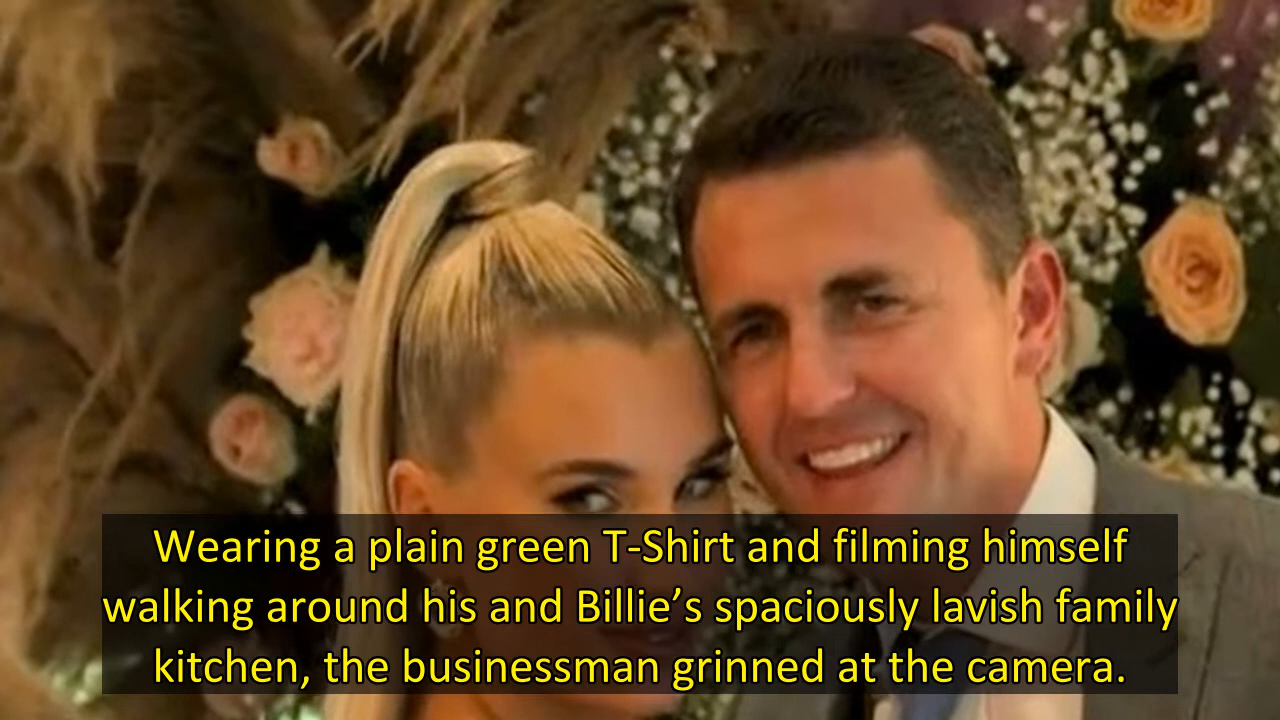 Wearing a plain green T-Shirt and filming himself
walking around his and Billie’s spaciously lavish family
kitchen, the businessman grinned at the camera.